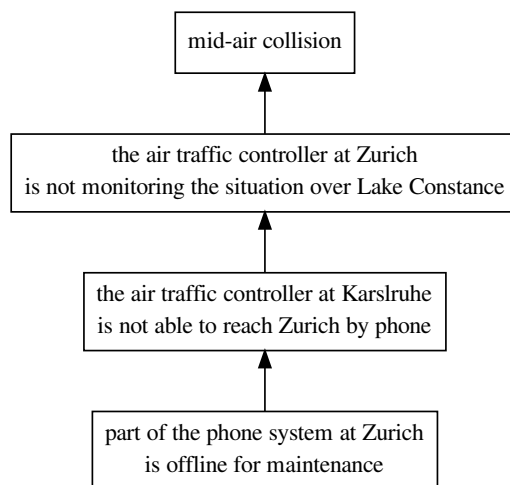 mid-air collision
the air traffic controller at Zurich
is not monitoring the situation over Lake Constance
the air traffic controller at Karslruhe
is not able to reach Zurich by phone
part of the phone system at Zurich
is offline for maintenance